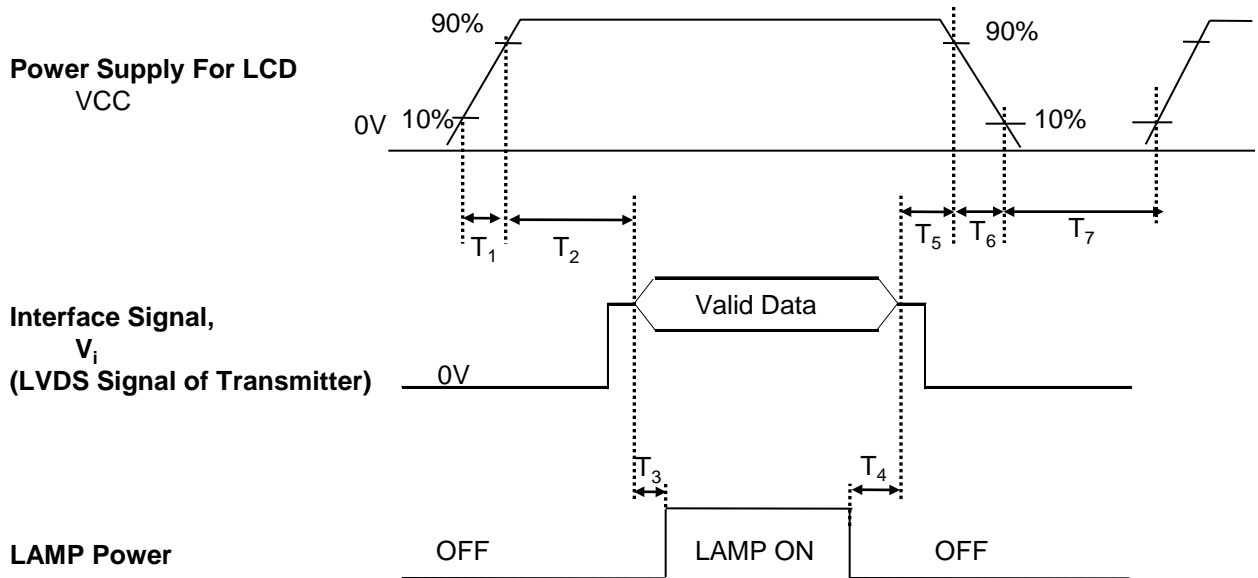 90%
90%
Power Supply For LCD
VCC
0V
10%
10%
T1
T2
T5
T6
T7
Valid Data
Interface Signal,
Vi
(LVDS Signal of Transmitter)
0V
T3
T4
LAMP Power
OFF
LAMP ON
OFF